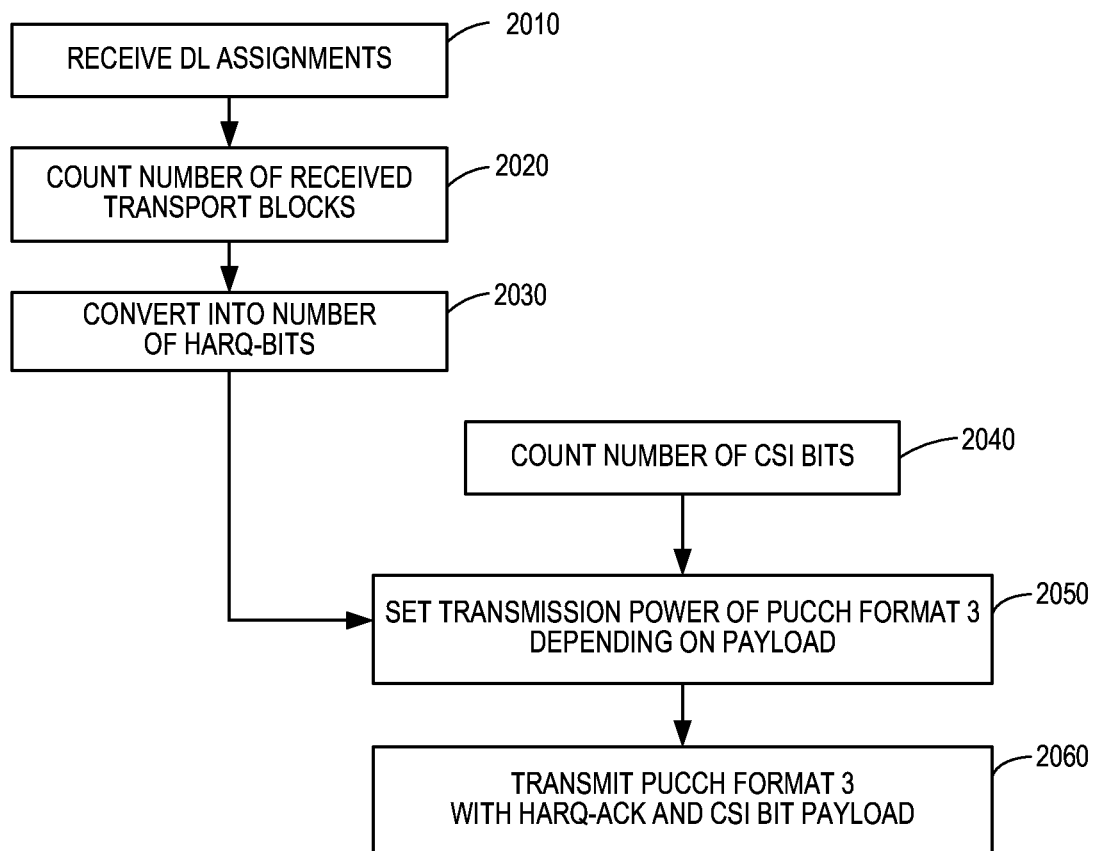 2010
RECEIVE DL ASSIGNMENTS
2020
COUNT NUMBER OF RECEIVED
TRANSPORT BLOCKS
2030
CONVERT INTO NUMBER
OF HARQ-BITS
2040
COUNT NUMBER OF CSI BITS
2050
SET TRANSMISSION POWER OF PUCCH FORMAT 3
DEPENDING ON PAYLOAD
2060
TRANSMIT PUCCH FORMAT 3
WITH HARQ-ACK AND CSI BIT PAYLOAD